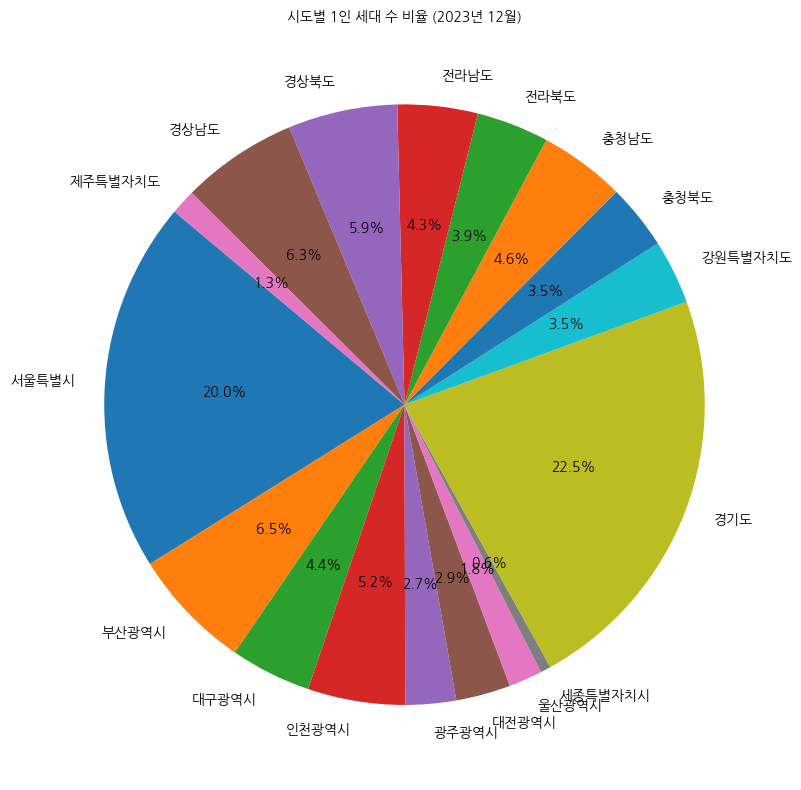 시도별 1인 세대 수 비율 (2023년 12월)
전라남도
경상북도
전라북도
경상남도
충청남도
제주특별자치도
충청북도
강원특별자치도
서울특별시
경기도
부산광역시
대구광역시
인천광역시
광주광역시
대전광역시
울산광역시
세종특별자치시
4.3%
5.9%
3.9%
6.3%
4.6%
1.3%
3.5%
3.5%
20.0%
22.5%
6.5%
4.4%
5.2%
2.7%
2.9%
1.8%
0.6%